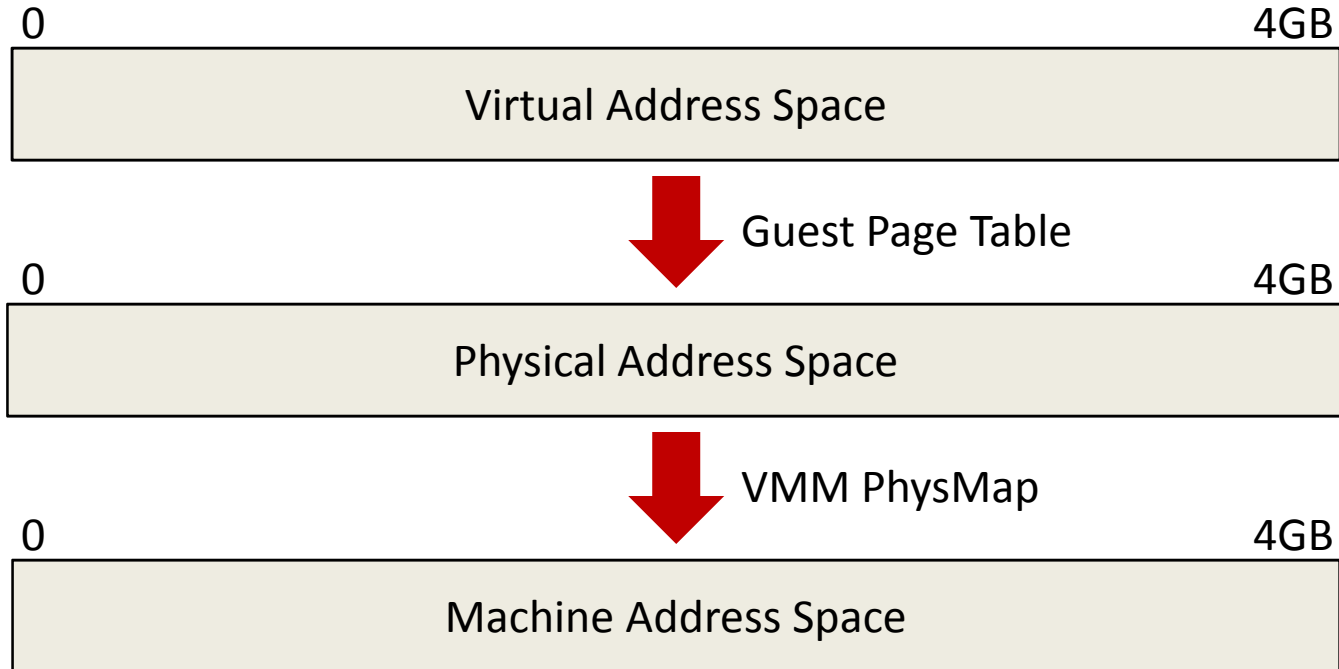 0 4GB
Virtual Address Space
Guest Page Table
0 4GB
Physical Address Space
VMM PhysMap
0 4GB
Machine Address Space